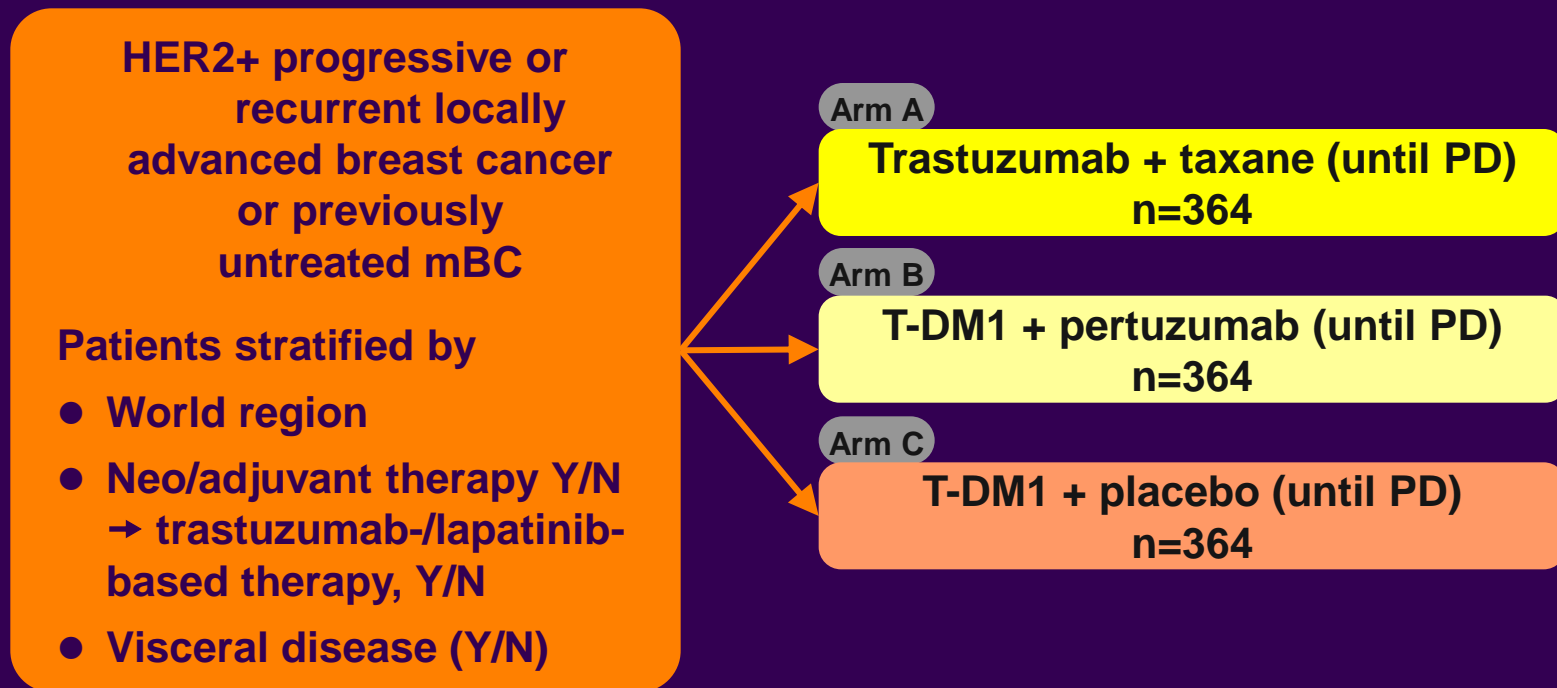 HER2+ progressive or
recurrent locally
advanced breast cancer
or previously
untreated mBC
Patients stratified by
● World region
● Neo/adjuvant therapy Y/N
→ trastuzumab-/lapatinib-
based therapy, Y/N
● Visceral disease (Y/N)
Arm A
Trastuzumab + taxane (until PD)
n=364
Arm B
T-DM1 + pertuzumab (until PD)
n=364
Arm C
T-DM1 + placebo (until PD)
n=364